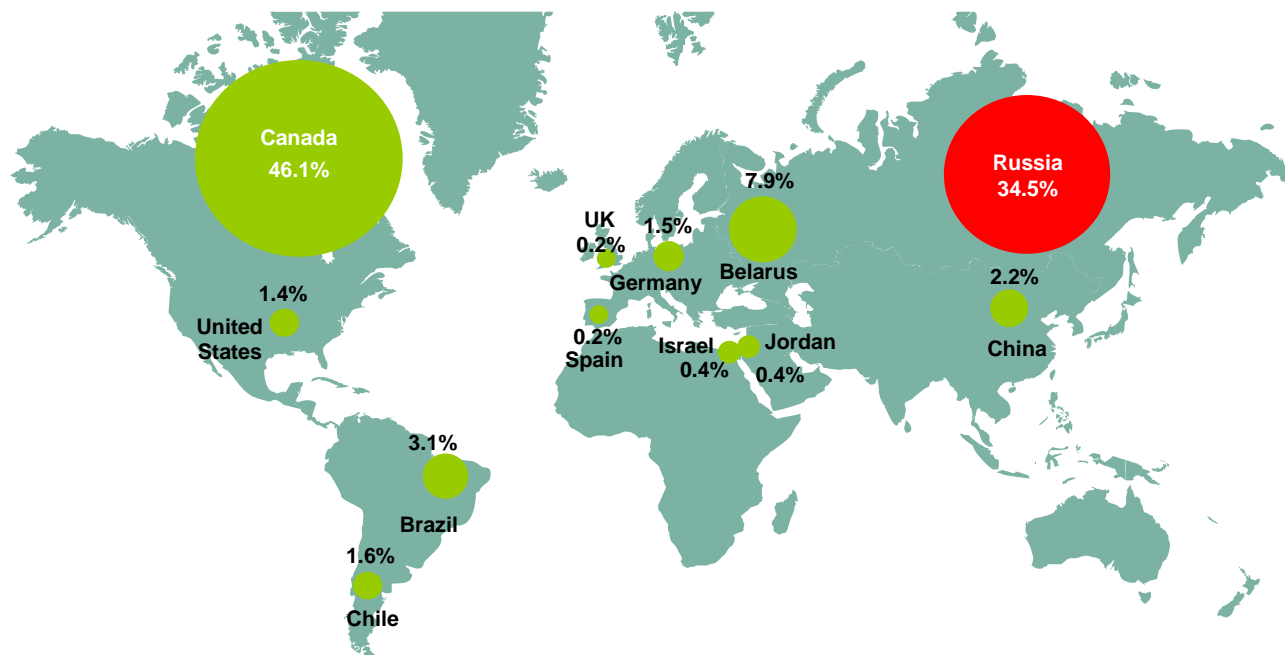 Canada
46.1%
Russia
34.5%
7.9%
Belarus
UK
0.2%
1.5%
Germany
2.2%
China
1.4%
United
States
0.2%
Spain
Israel
0.4%
Jordan
0.4%
3.1%
Brazil
1.6%
Chile